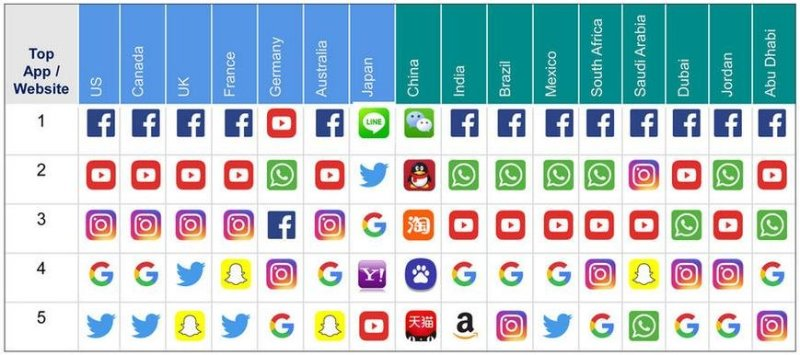 Top
App /
Website
US
Canada
UK
France
Germany
Australia
Japan
China
India
Brazil
Mexico
South Africa
Saudi Arabia
Dubai
Jordan
Abu Dhabi
1
LINE
2
3
淘
4
Y!
5
天猫
a